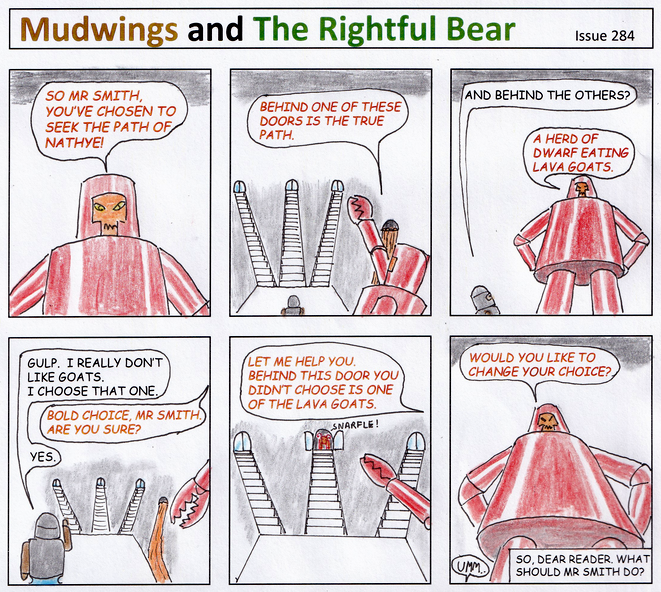 Mudwings and The Rightful Bear
Issue 284
SO MR SMITH,
YOU'VE CHOSEN TO
SEEK THE PATH OF
NATHYE!
BEHIND ONE OF THESE
DOORS IS THE TRUE
PATH.
AND BEHIND THE OTHERS?
A HERD OF
DWARF EATING
LAVA GOATS.
GULP. I REALLY DON'T
LIKE GOATS.
I CHOOSE THAT ONE.
BOLD CHOICE, MR SMITH.
ARE YOU SURE?
YES.
LET ME HELP YOU.
BEHIND THIS DOOR YOU
DIDN'T CHOOSE IS ONE
OF THE LAVA GOATS.
SNARFLE!
WOULD YOU LIKE TO
CHANGE YOUR CHOICE?
UMM..
SO, DEAR READER. WHAT
SHOULD MR SMITH DO?